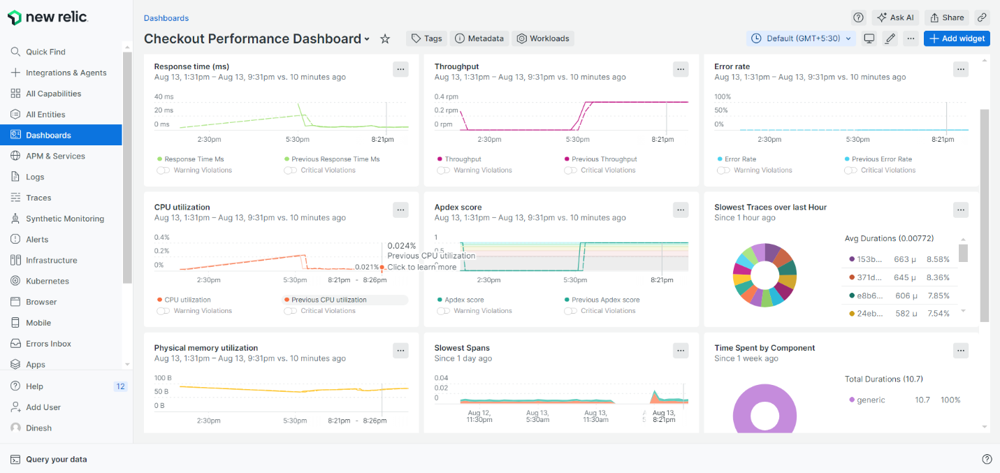 new relic
Quick Find
Integrations & Agents
All Capabilities
All Entities
Dashboards
APM & Services
Logs
Traces
Synthetic Monitoring
Alerts
Infrastructure
Kubernetes
Browser
Mobile
Errors Inbox
Apps
Help 12
Add User
Dinesh
Query your data
Dashboards
Ask AI Share
Checkout Performance Dashboard Tags Metadata Workloads Default (GMT+5:30) Add widget
Response time (ms)
Aug 13, 1:31pm – Aug 13, 9:31pm vs. 10 minutes ago
40 ms
20 ms
0 ms
2:30pm 5:30pm 8:21pm
Response Time Ms Previous Response Time Ms
Warning Violations Critical Violations
Throughput
Aug 13, 1:31pm – Aug 13, 9:31pm vs. 10 minutes ago
0.4 rpm
0.2 rpm
0 rpm
2:30pm 5:30pm 8:21pm
Throughput Previous Throughput
Warning Violations Critical Violations
Error rate
Aug 13, 1:31pm – Aug 13, 9:31pm vs. 10 minutes ago
100%
50%
0%
2:30pm 5:30pm 8:21pm
Error Rate Previous Error Rate
Warning Violations Critical Violations
CPU utilization
Aug 13, 1:31pm – Aug 13, 9:31pm vs. 10 minutes ago
0.4%
0.2%
0%
0.024%
Previous CPU utilization
0.021% Click to learn more
2:30pm 5:30pm 8:21pm - 8:26pm
CPU utilization Previous CPU utilization
Warning Violations Critical Violations
Apdex score
Aug 13, 1:31pm – Aug 13, 9:31pm vs. 10 minutes ago
1
0.5
0
2:30pm 5:30pm 8:21pm
Apdex score Previous Apdex score
Warning Violations Critical Violations
Slowest Traces over last Hour
Since 1 hour ago
Avg Durations (0.00772)
153b... 663 µ 8.58%
371d... 645 µ 8.36%
e8b6... 606 µ 7.85%
24eb... 582 µ 7.54%
Physical memory utilization
Aug 13, 1:31pm – Aug 13, 9:31pm vs. 10 minutes ago
100 B
50 B
0 B
2:30pm 5:30pm 8:21pm - 8:26pm
Slowest Spans
Since 1 day ago
0.04
0.02
0
Aug 12, Aug 13, Aug 13, Aug 13,
11:30pm 5:30am 11:30am 8:21pm
Time Spent by Component
Since 1 week ago
Total Durations (10.7)
generic 10.7 100%